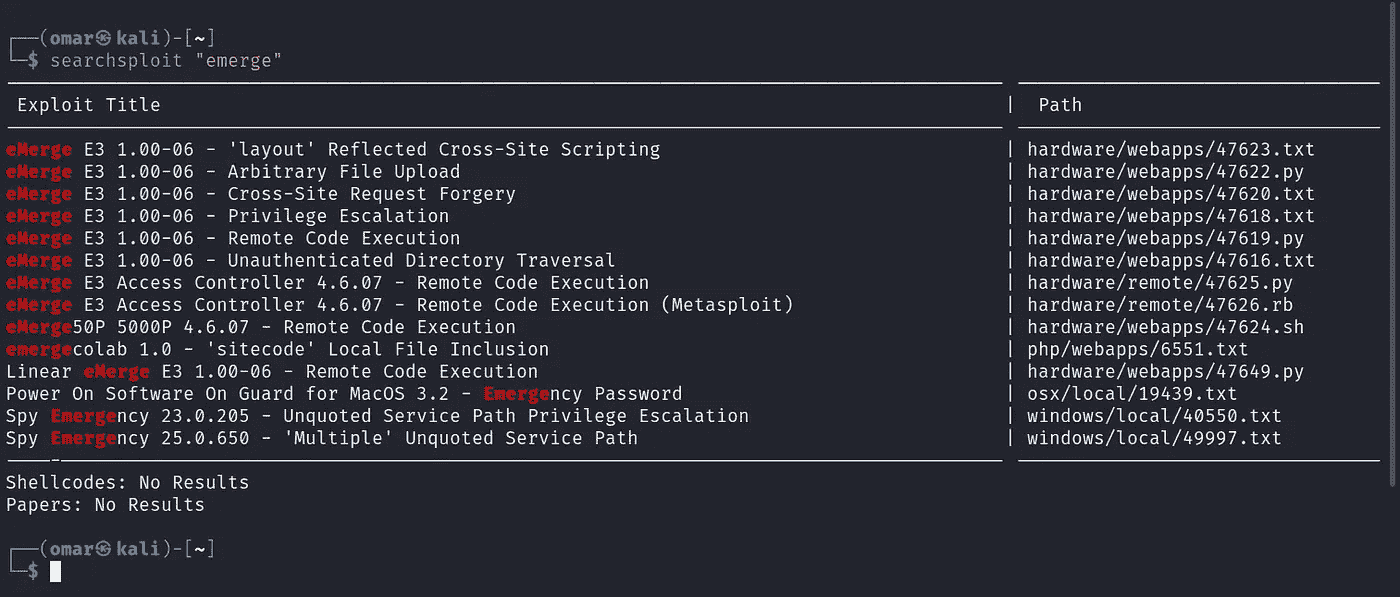 (omar㉿kali)-[~]
$ searchsploit "emerge"
Exploit Title | Path
eMerge E3 1.00-06 - 'layout' Reflected Cross-Site Scripting | hardware/webapps/47623.txt
eMerge E3 1.00-06 - Arbitrary File Upload | hardware/webapps/47622.py
eMerge E3 1.00-06 - Cross-Site Request Forgery | hardware/webapps/47620.txt
eMerge E3 1.00-06 - Privilege Escalation | hardware/webapps/47618.txt
eMerge E3 1.00-06 - Remote Code Execution | hardware/webapps/47619.py
eMerge E3 1.00-06 - Unauthenticated Directory Traversal | hardware/webapps/47616.txt
eMerge E3 Access Controller 4.6.07 - Remote Code Execution | hardware/remote/47625.py
eMerge E3 Access Controller 4.6.07 - Remote Code Execution (Metasploit) | hardware/remote/47626.rb
eMerge50P 5000P 4.6.07 - Remote Code Execution | hardware/webapps/47624.sh
emergecolab 1.0 - 'sitecode' Local File Inclusion | php/webapps/6551.txt
Linear eMerge E3 1.00-06 - Remote Code Execution | hardware/webapps/47649.py
Power On Software On Guard for MacOS 3.2 - Emergency Password | osx/local/19439.txt
Spy Emergency 23.0.205 - Unquoted Service Path Privilege Escalation | windows/local/40550.txt
Spy Emergency 25.0.650 - 'Multiple' Unquoted Service Path | windows/local/49997.txt
Shellcodes: No Results
Papers: No Results
(omar㉿kali)-[~]
$